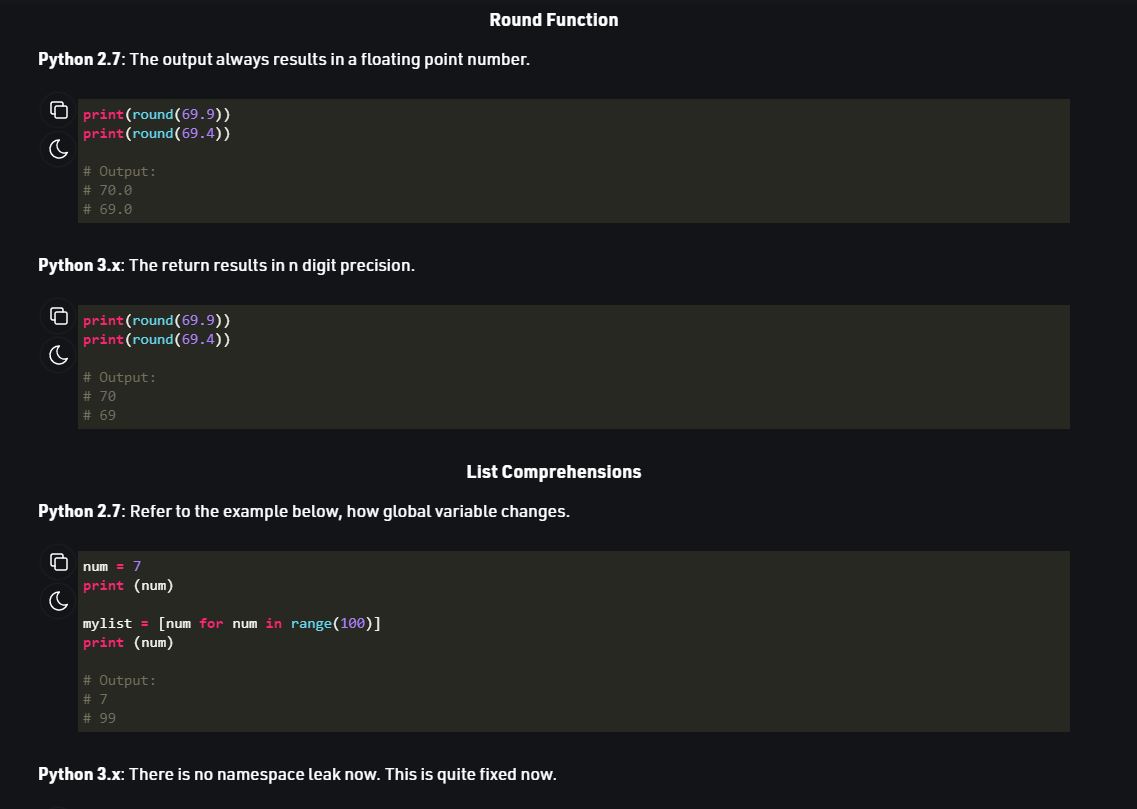 Round Function
Python 2.7: The output always results in a floating point number.
print(round(69.9))
print(round(69.4))
# Output:
# 70.0
# 69.0
Python 3.x: The return results in n digit precision.
print(round(69.9))
print(round(69.4))
# Output:
# 70
# 69
List Comprehensions
Python 2.7: Refer to the example below, how global variable changes.
num = 7
print (num)
mylist = [num for num in range(100)]
print (num)
# Output:
# 7
# 99
Python 3.x: There is no namespace leak now. This is quite fixed now.